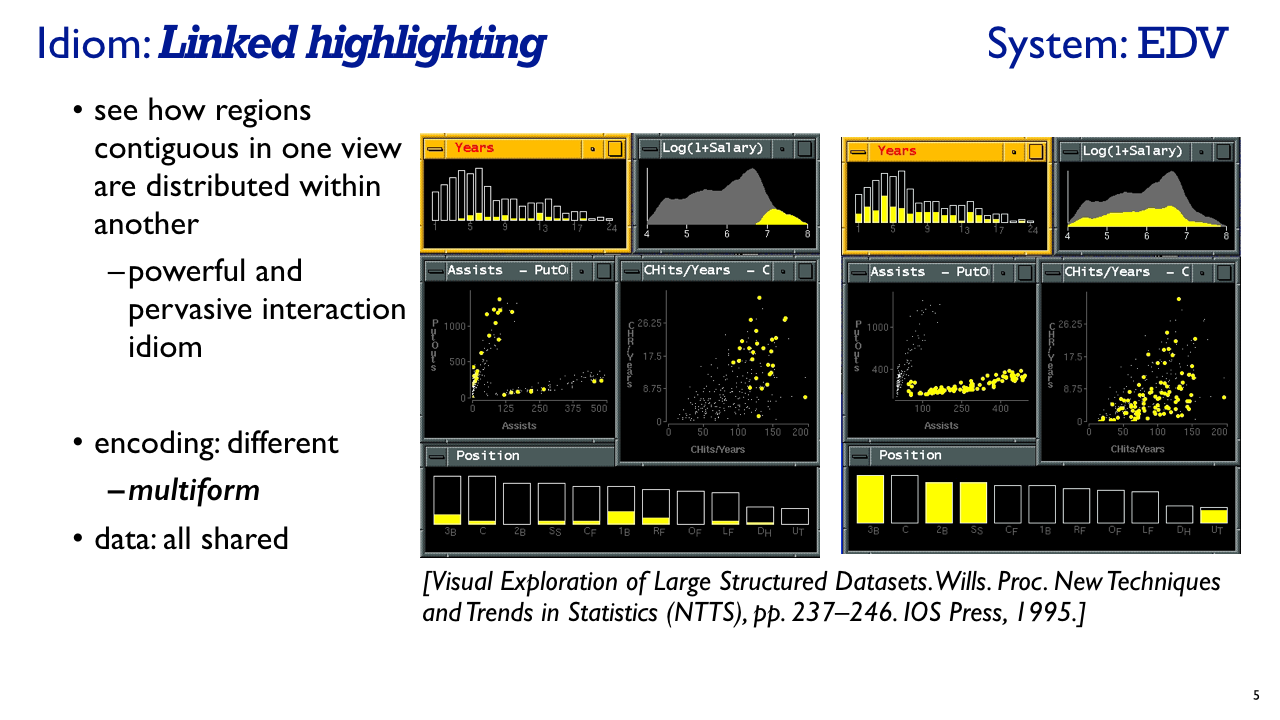 Idiom: Linked highlighting
System: EDV
• see how regions
contiguous in one view
are distributed within
another
–powerful and
pervasive interaction
idiom
• encoding: different
–multiform
• data: all shared
Years
Log(1+Salary)
1 5 9 13 17 24
4 5 6 7 8
Assists - PutO
CHits/Years - C
PutOuts
1000
500
0
0 125 250 375 500
Assists
CHR/Years
26.25
17.5
8.75
0
0 50 100 150 200
CHits/Years
Position
3B C 2B SS CF 1B RF OF LF DH UT
Years
Log(1+Salary)
1 5 9 13 17 24
4 5 6 7 8
Assists - PutO
CHits/Years - C
PutOuts
1000
400
100 250 400
Assists
CHR/Years
26.25
17.5
8.75
0
0 50 100 150 200
CHits/Years
Position
3B C 2B SS CF 1B RF OF LF DH UT
[Visual Exploration of Large Structured Datasets. Wills. Proc. New Techniques
and Trends in Statistics (NTTS), pp. 237–246. IOS Press, 1995.]
5